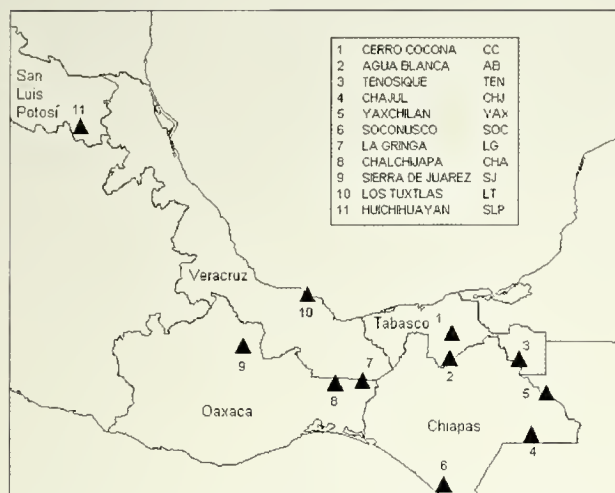 1 CERRO COCONA CC
2 AGUA BLANCA AB
3 TENOSIQUE TEN
4 CHAJUL CHJ
5 YAXCHILAN YAX
6 SOCONUSCO SOC
7 LA GRINGA LG
8 CHALCHIJAPA CHA
9 SIERRA DE JUAREZ SJ
10 LOS TUXTLAS LT
11 HUICHIHUAYAN SLP
San
Luis
Potosí
11
Veracruz
10
Tabasco
1
2
3
9
8
7
5
Oaxaca
Chiapas
4
6